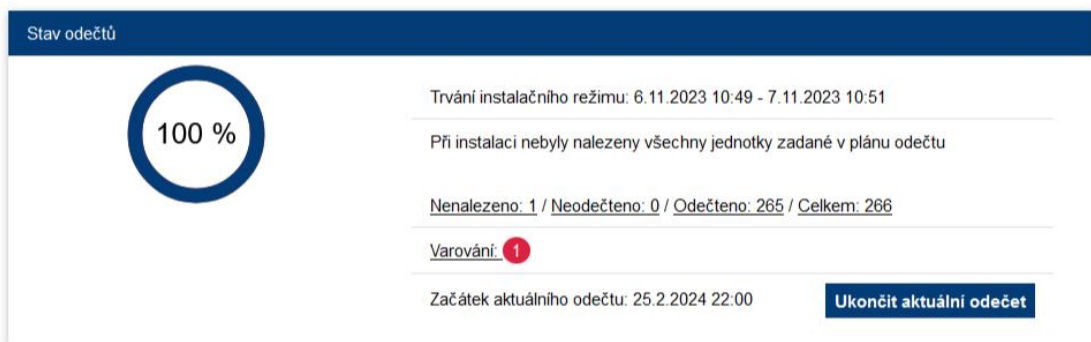 Stav odečtů
100 %
Trvání instalačního režimu: 6.11.2023 10:49 - 7.11.2023 10:51
Při instalaci nebyly nalezeny všechny jednotky zadané v plánu odečtu
Nenalezeno: 1 / Neodečteno: 0 / Odečteno: 265 / Celkem: 266
Varování: 1
Začátek aktuálního odečtu: 25.2.2024 22:00
Ukončit aktuální odečet